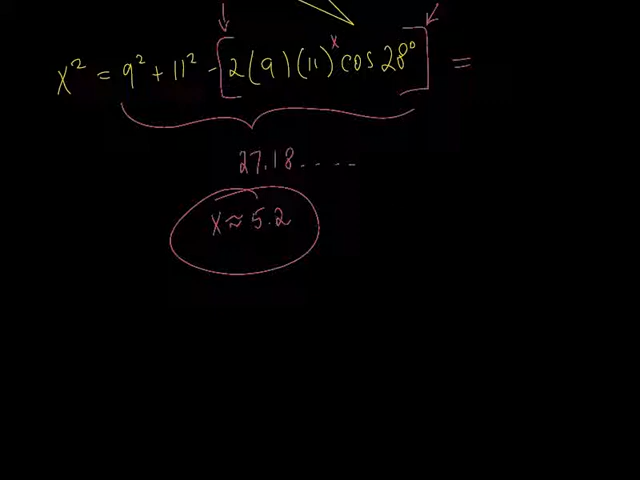 x² = 9² + 11² - [2(9)(11) x cos 28°] =
27.18.....
x ≈ 5.2